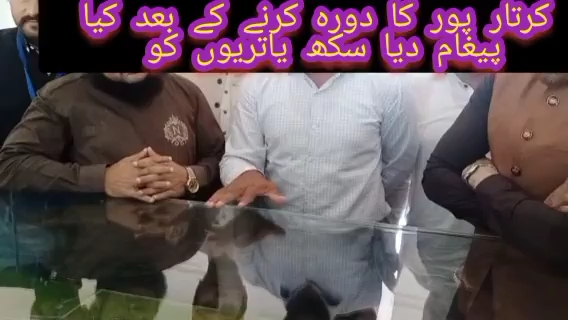 کرتار پور کا دورہ کرنے کے بعد کیا
پیغام دیا سکھ یاتریوں کو
N